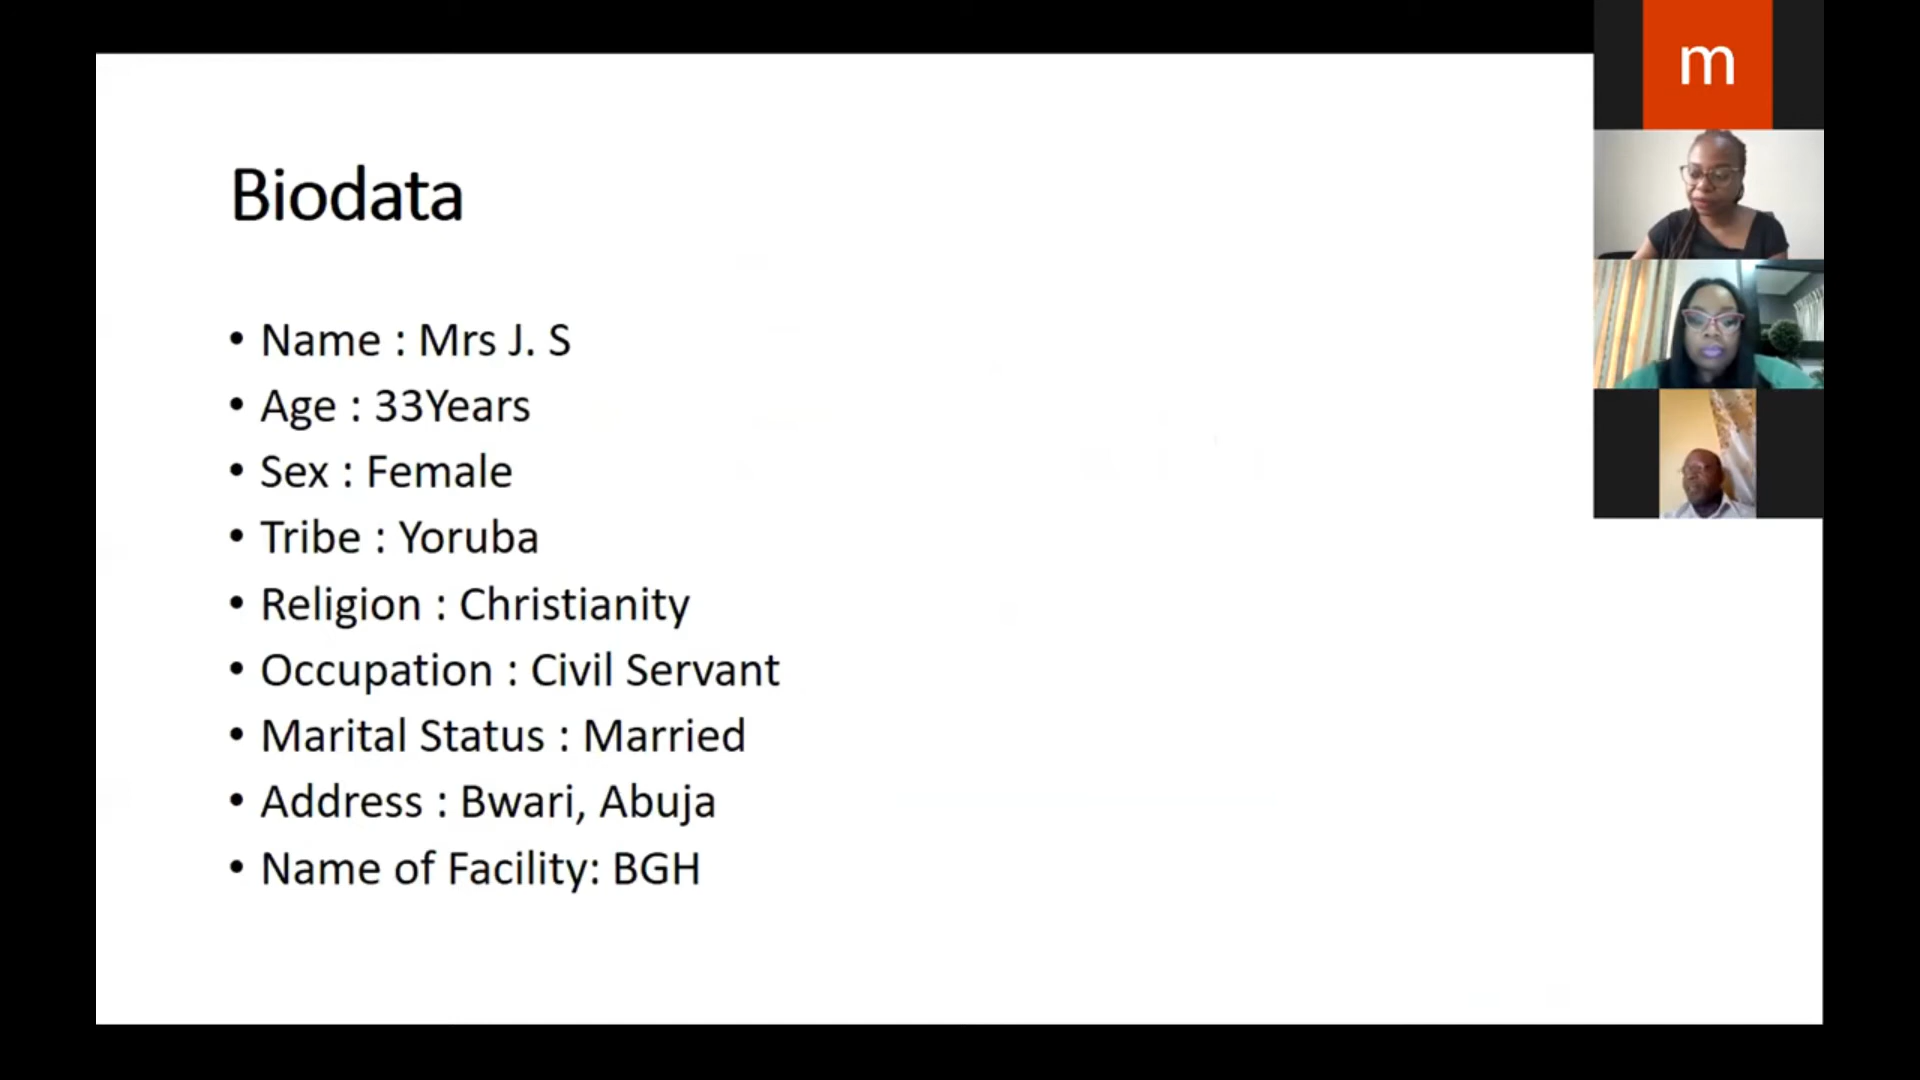 m
Biodata
• Name : Mrs J. S
• Age : 33Years
• Sex : Female
• Tribe : Yoruba
• Religion : Christianity
• Occupation : Civil Servant
• Marital Status : Married
• Address : Bwari, Abuja
• Name of Facility: BGH